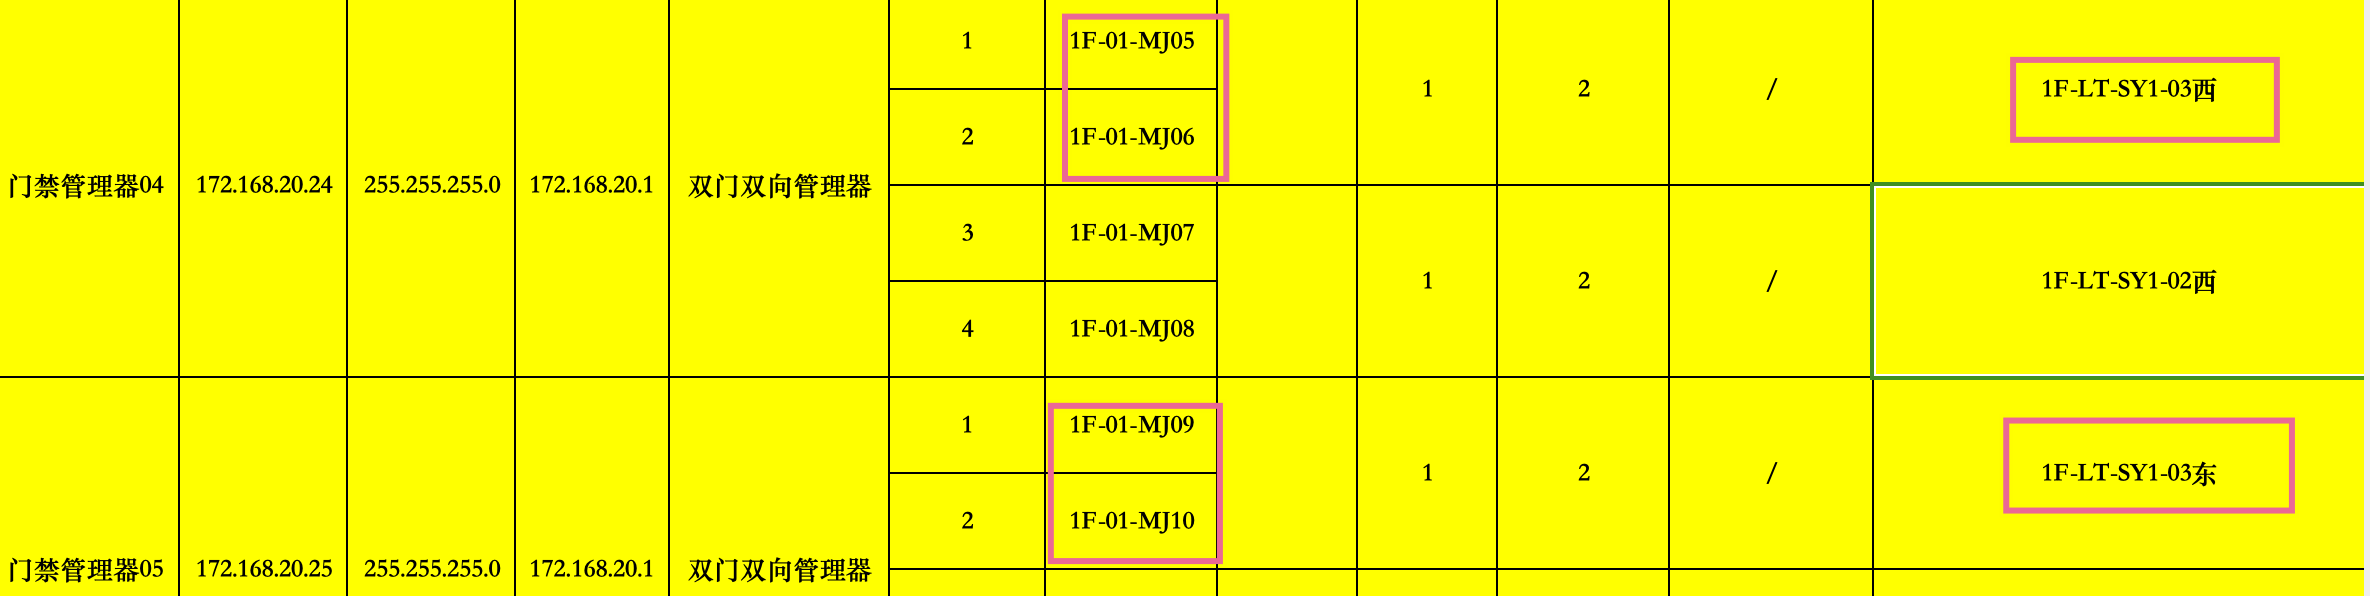 1 1F-01-MJ05
1 2 / 1F-LT-SY1-03西
2 1F-01-MJ06
门禁管理器04 172.168.20.24 255.255.255.0 172.168.20.1 双门双向管理器
3 1F-01-MJ07
1 2 / 1F-LT-SY1-02西
4 1F-01-MJ08
1 1F-01-MJ09
1 2 / 1F-LT-SY1-03东
2 1F-01-MJ10
门禁管理器05 172.168.20.25 255.255.255.0 172.168.20.1 双门双向管理器